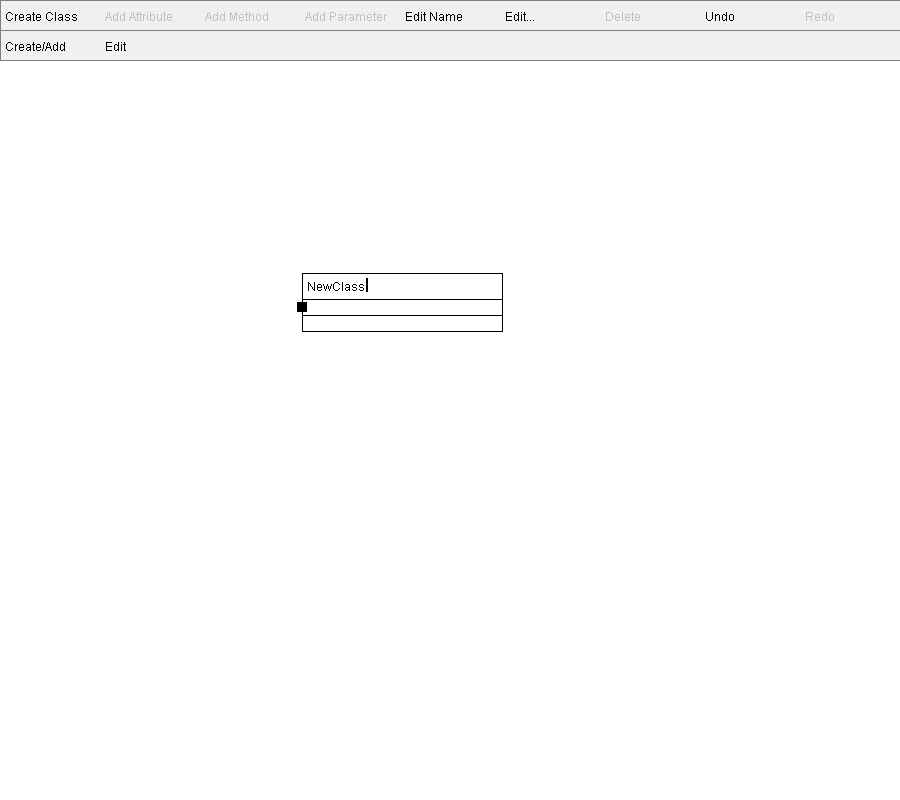 Create Class Add Attribute Add Method Add Parameter Edit Name Edit... Delete Undo Redo
Create/Add Edit
NewClass